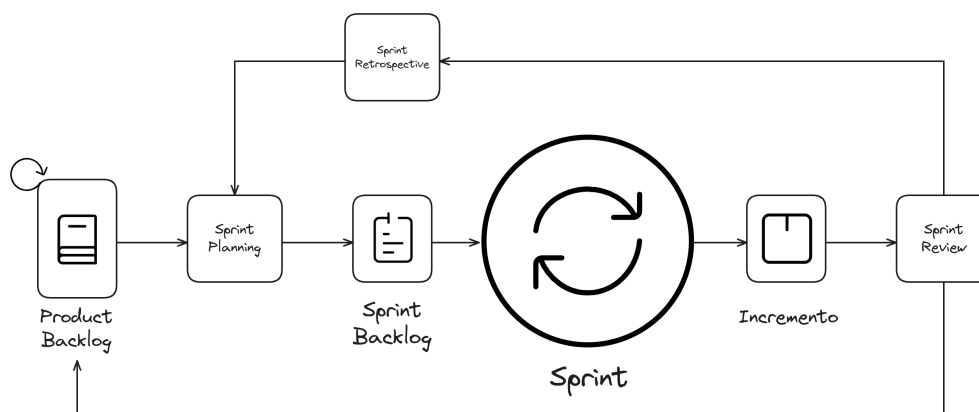 Sprint
Retrospective
Sprint
Planning
Sprint
Review
Product
Backlog
Sprint
Backlog
Incremento
Sprint